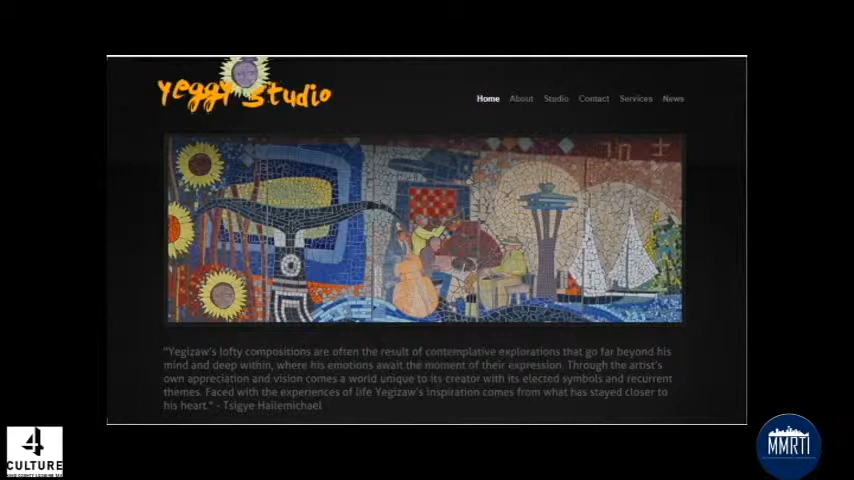 Yeggy Studio
Home About Studio Contact Services News
"Yegizaw's lofty compositions are often the result of contemplative explorations that go far beyond his
mind and deep within, where his emotions await the moment of their expression. Through the artist's
own appreciation and vision comes a world unique to its creator with its elected symbols and recurrent
themes. Faced with the experiences of life Yegizaw's inspiration comes from what has stayed closer to
his heart." - Tsigye Hailemichael
4
CULTURE
MMRTI